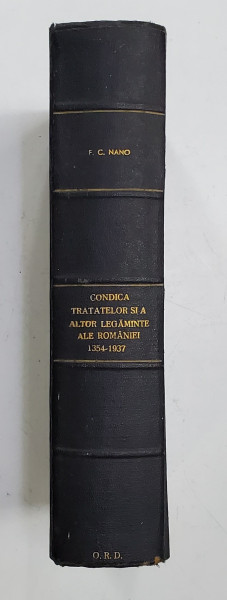 F. C. NANO
CONDICA
TRATATELOR SI A
ALTOR LEGĂMINTE
ALE ROMÂNIEI
1354-1937
O. R. D.